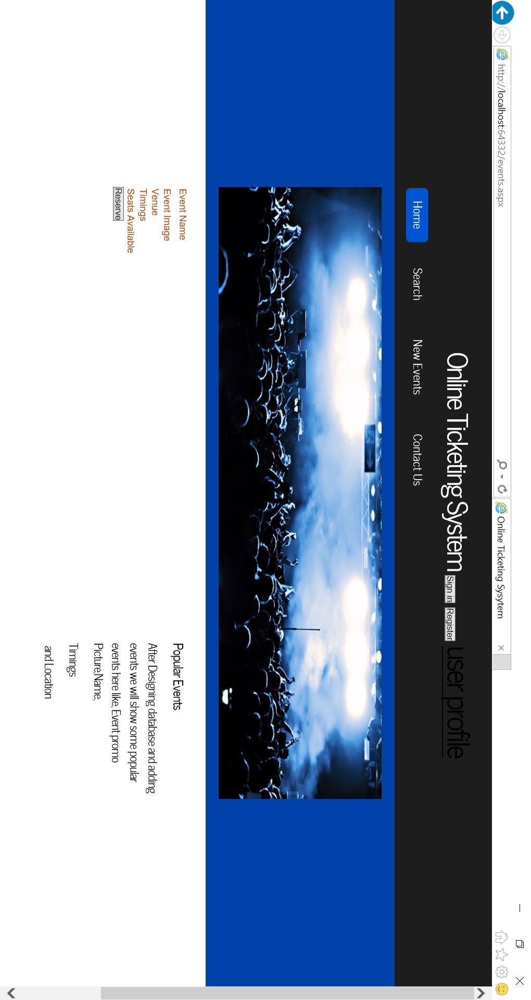 http://localhost:64332/events.aspx
Online Ticketing Sysytem
Online Ticketing System Sign in Register user profile
Home Search New Events Contact Us
Event Name
Event Image
Venue
Timings
Seats Available
Reserve
Popular Events
After Designing database and adding
events we will show some popular
events here like, Event promo
Picture,Name,
Timings
and Location